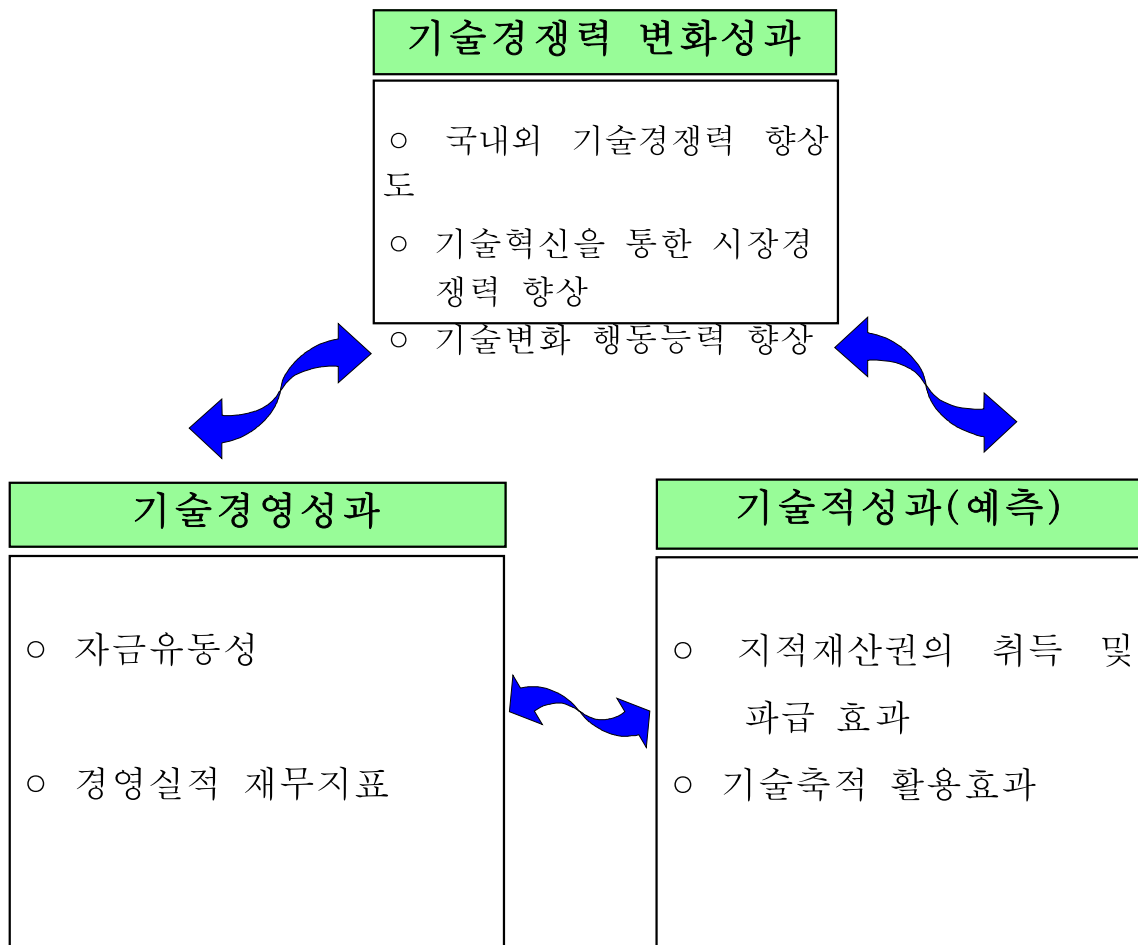 기술경쟁력 변화성과
○ 국내외 기술경쟁력 향상
도
○ 기술혁신을 통한 시장경
쟁력 향상
○ 기술변화 행동능력 향상
기술경영성과
○ 자금유동성
○ 경영실적 재무지표
기술적성과(예측)
○ 지적재산권의 취득 및
파급 효과
○ 기술축적 활용효과